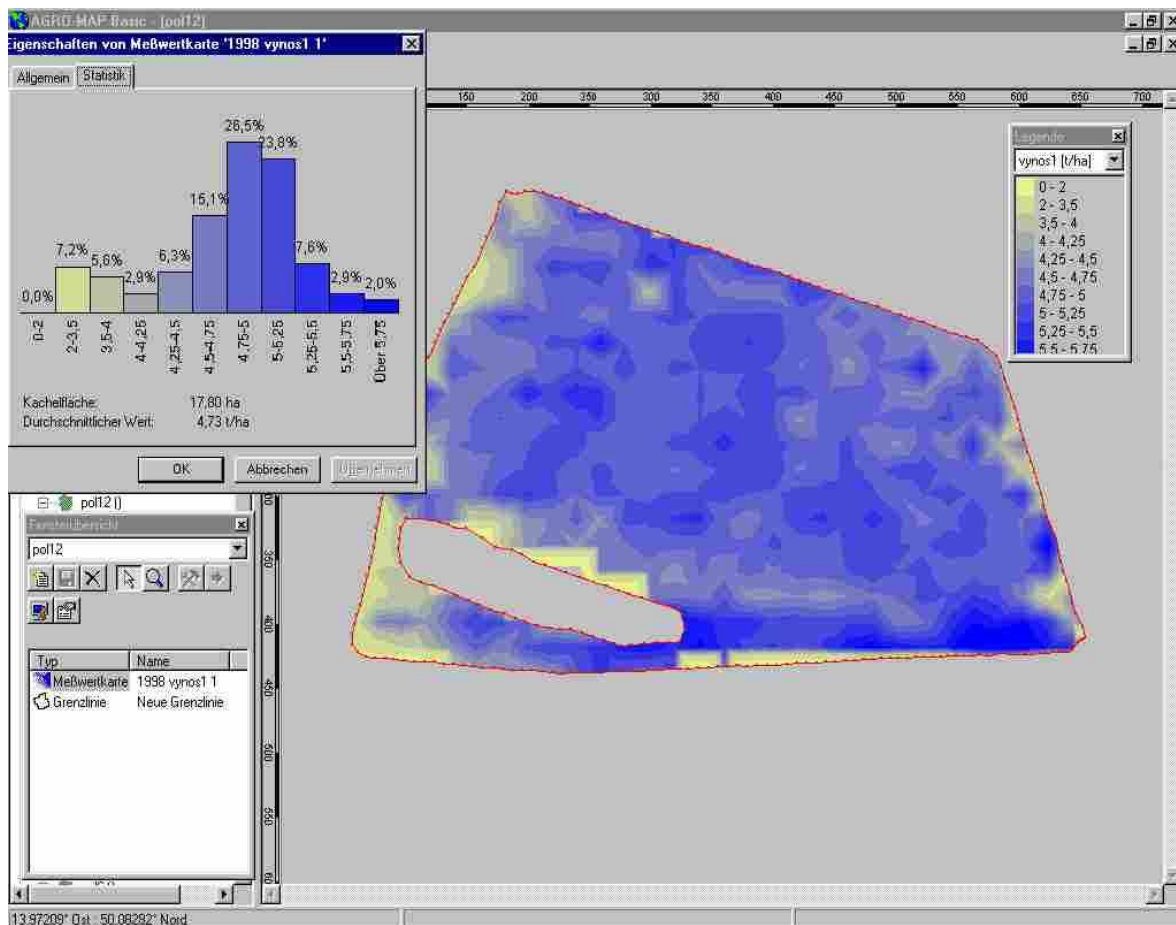 AGRO-MAP Basic - [pol12]
Eigenschaften von Meßwertkarte '1998 vynos1 1'
Allgemein
Statistik
0,0%
7,2%
5,6%
2,9%
6,3%
15,1%
26,5%
23,8%
7,6%
2,9%
2,0%
0-2
2-3,5
3,5-4
4-4,25
4,25-4,5
4,5-4,75
4,75-5
5-5,25
5,25-5,5
5,5-5,75
Über 5,75
Kachelfläche: 17,80 ha
Durchschnittlicher Wert: 4,73 t/ha
OK
Abbrechen
Übernehmen
150 200 250 300 350 400 450 500 550 600 650 700
Legende
vynos1 [t/ha]
0 - 2
2 - 3,5
3,5 - 4
4 - 4,25
4,25 - 4,5
4,5 - 4,75
4,75 - 5
5 - 5,25
5,25 - 5,5
5,5 - 5,75
pol12 ()
Fensterübersicht
pol12
Typ Name
Meßwertkarte 1998 vynos1 1
Grenzlinie Neue Grenzlinie
350
400
450
500
550
13.97209° Ost : 50.08292° Nord